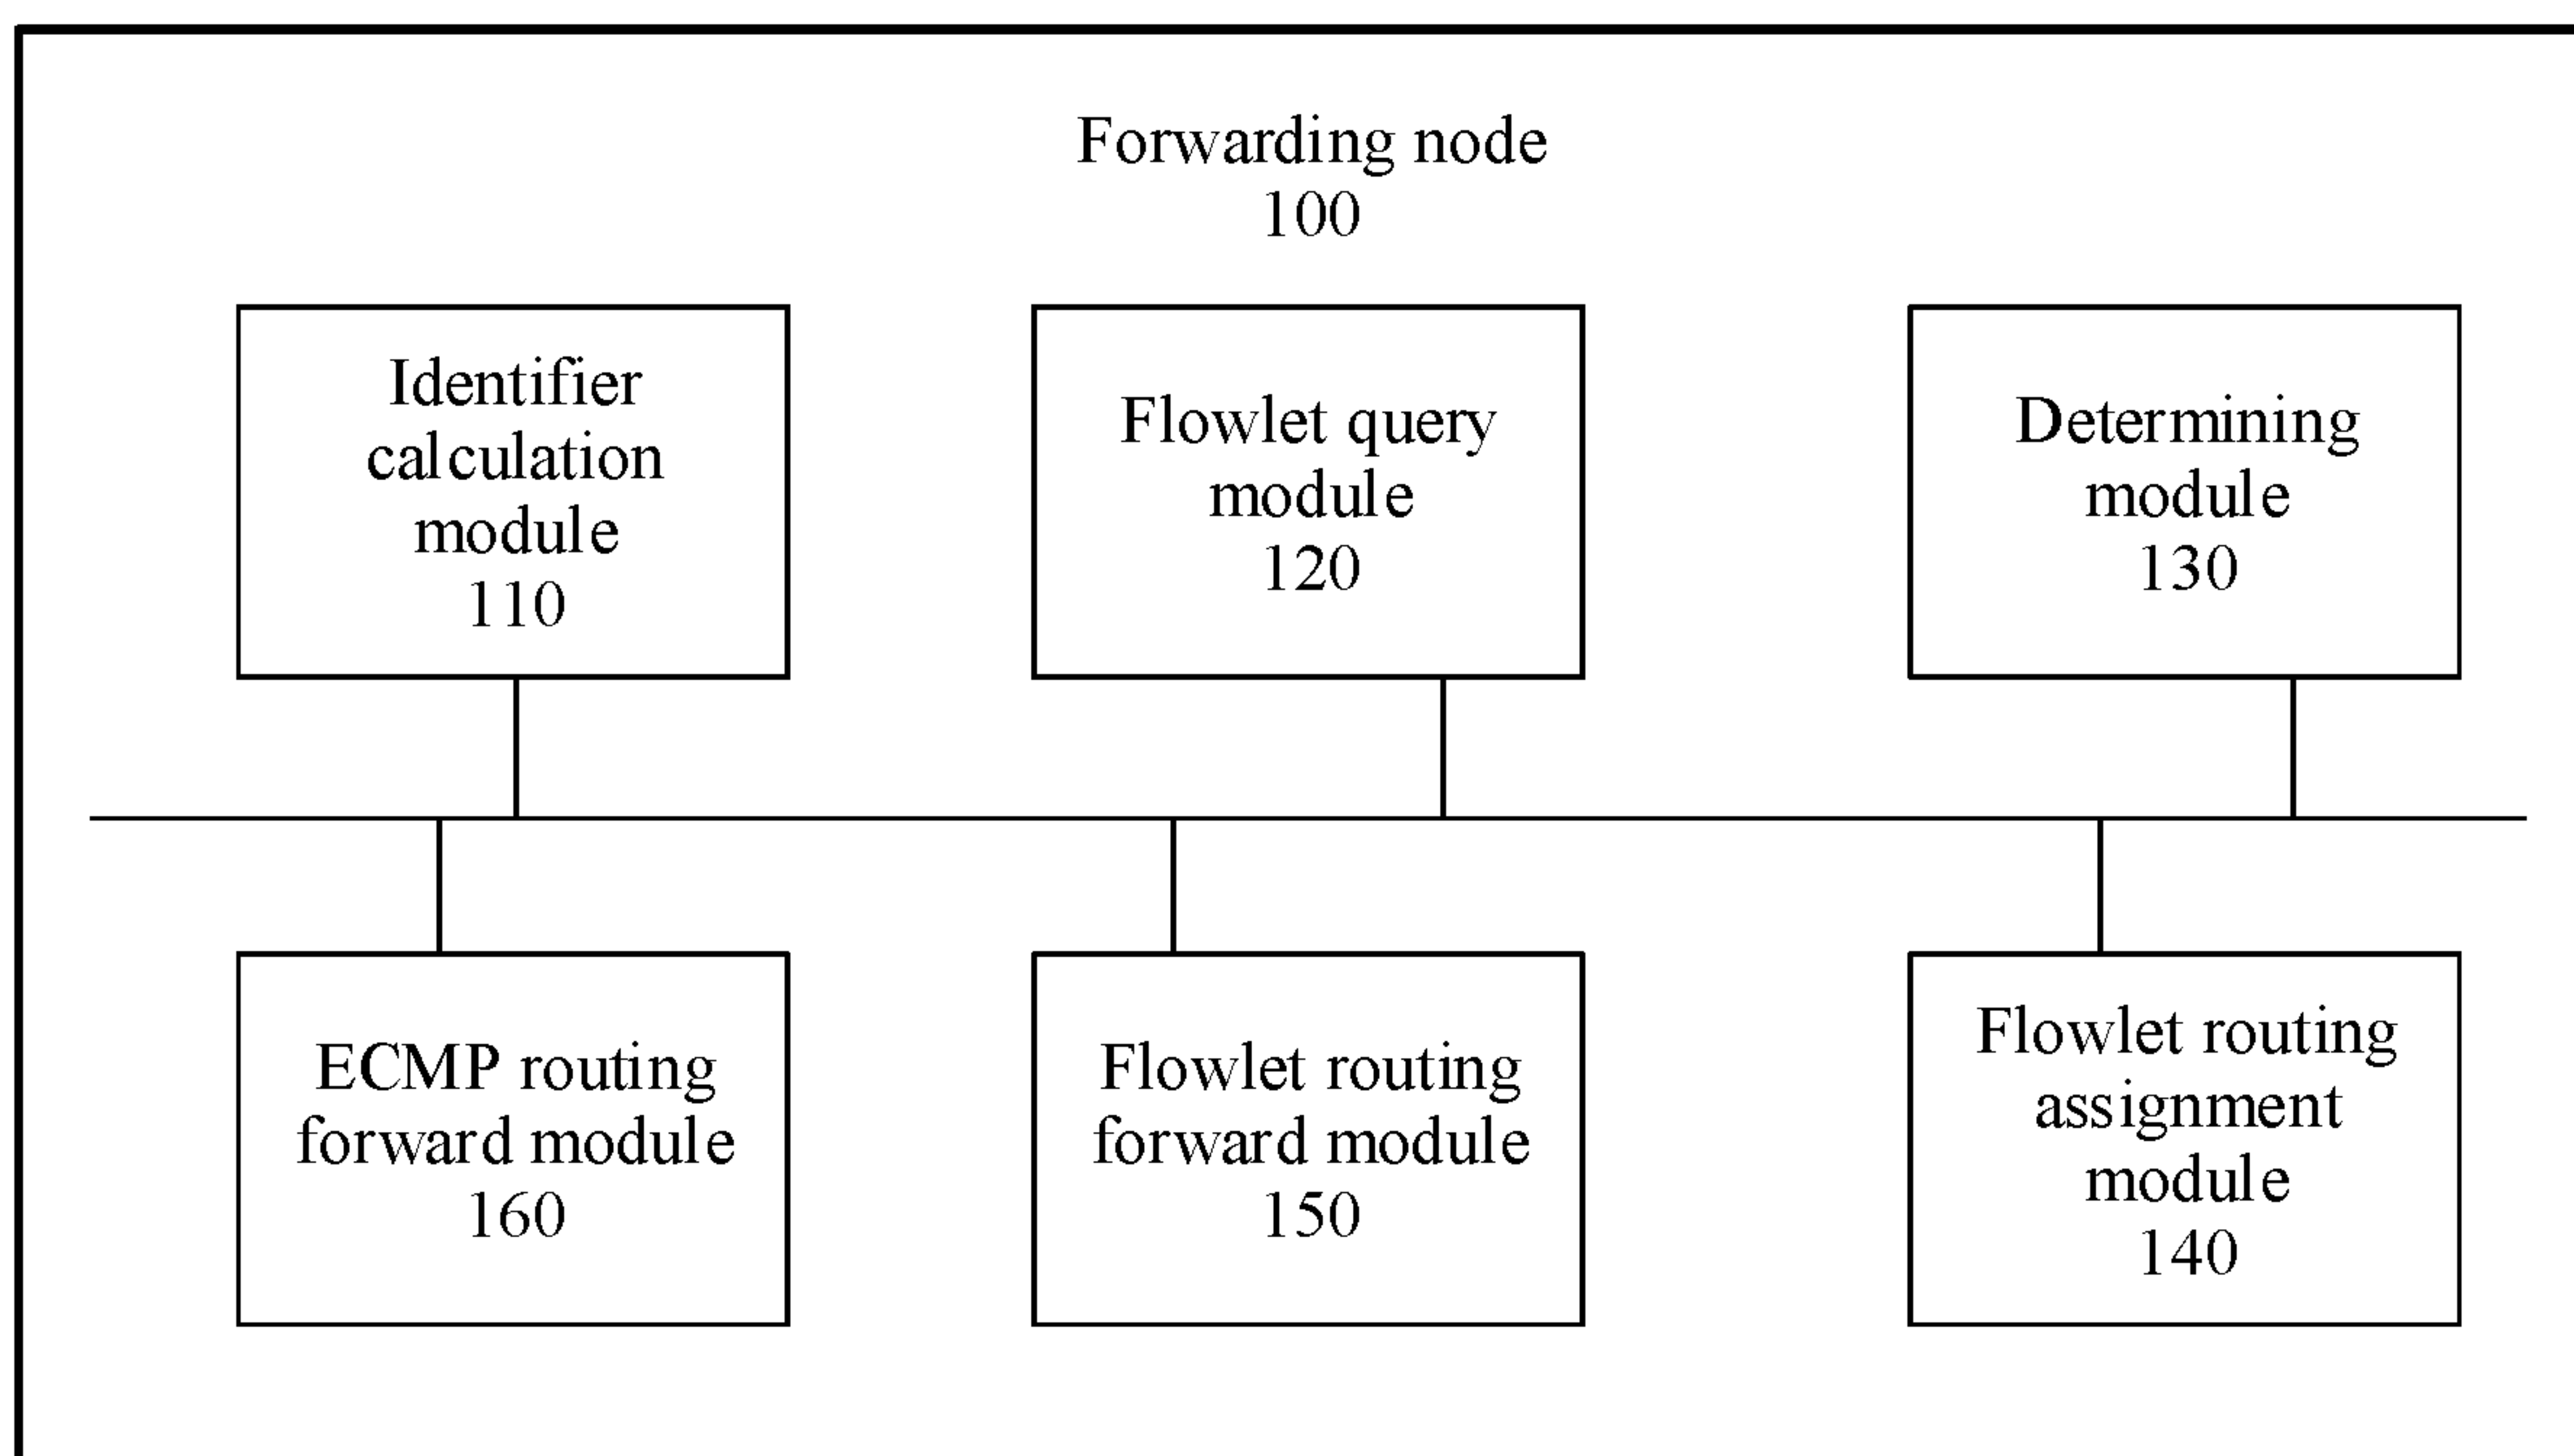 Forwarding node
100
Identifier
calculation
module
110
Flowlet query
module
120
Determining
module
130
ECMP routing
forward module
160
Flowlet routing
forward module
150
Flowlet routing
assignment
module
140